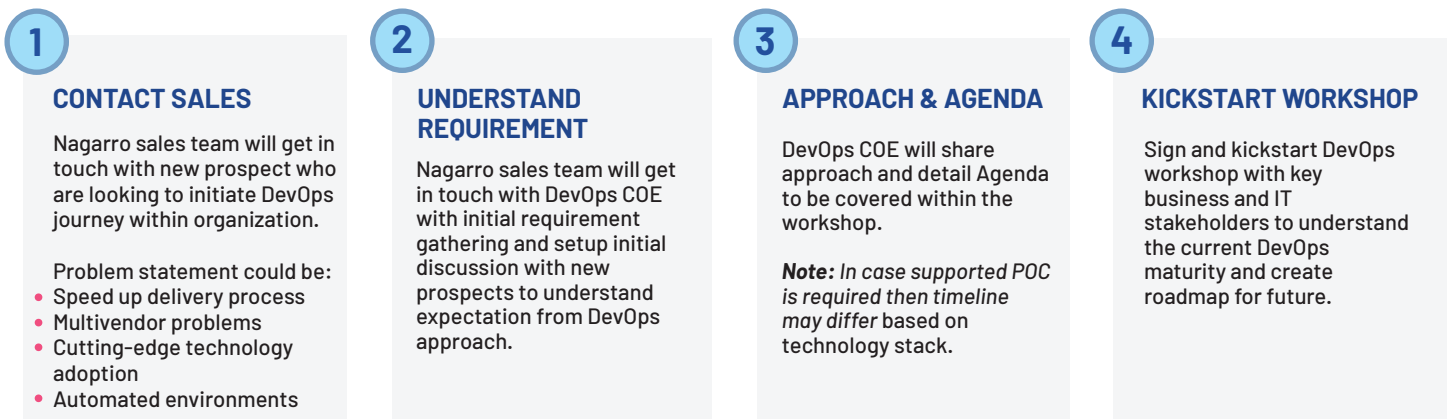 1
CONTACT SALES
Nagarro sales team will get in
touch with new prospect who
are looking to initiate DevOps
journey within organization.
Problem statement could be:
• Speed up delivery process
• Multivendor problems
• Cutting-edge technology
adoption
• Automated environments
2
UNDERSTAND
REQUIREMENT
Nagarro sales team will get
in touch with DevOps COE
with initial requirement
gathering and setup initial
discussion with new
prospects to understand
expectation from DevOps
approach.
3
APPROACH & AGENDA
DevOps COE will share
approach and detail Agenda
to be covered within the
workshop.
Note: In case supported POC
is required then timeline
may differ based on
technology stack.
4
KICKSTART WORKSHOP
Sign and kickstart DevOps
workshop with key
business and IT
stakeholders to understand
the current DevOps
maturity and create
roadmap for future.